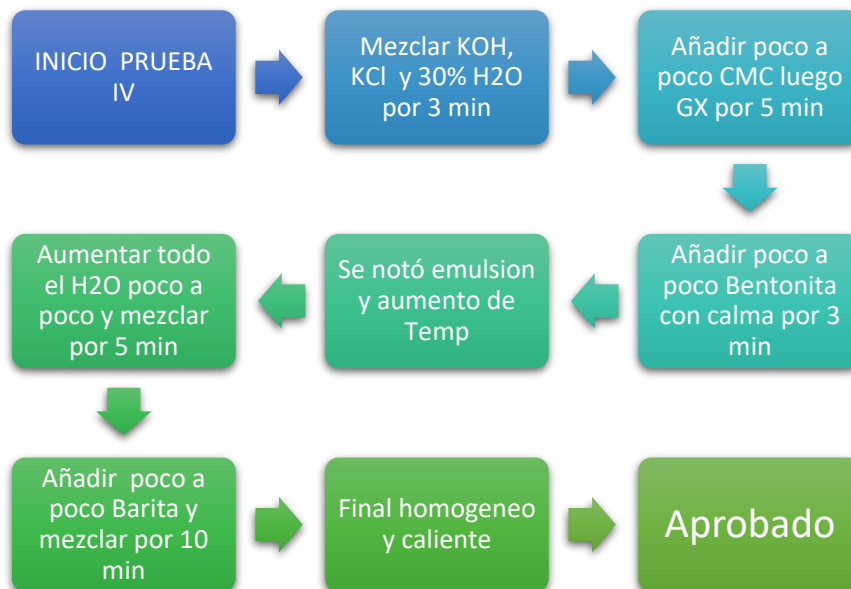 INICIO PRUEBA
IV
Mezclar KOH,
KCl y 30% H2O
por 3 min
Añadir poco a
poco CMC luego
GX por 5 min
Añadir poco a
poco Bentonita
con calma por 3
min
Se notó emulsion
y aumento de
Temp
Aumentar todo
el H2O poco a
poco y mezclar
por 5 min
Añadir poco a
poco Barita y
mezclar por 10
min
Final homogeneo
y caliente
Aprobado